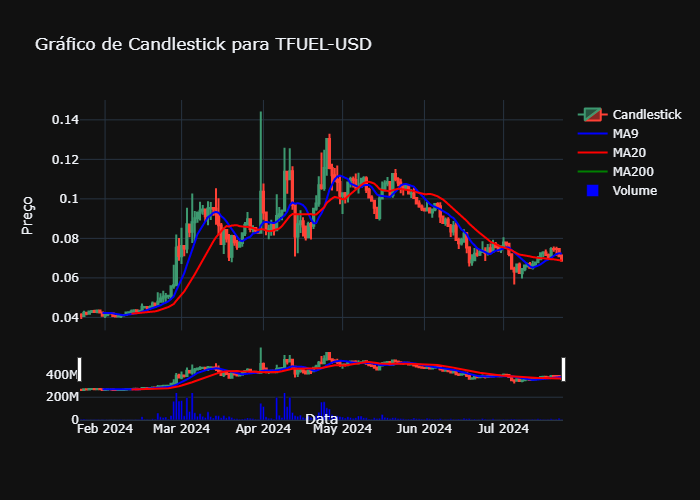 Gráfico de Candlestick para TFUEL-USD
Candlestick
MA9
MA20
MA200
Volume
Preço
0.14
0.12
0.1
0.08
0.06
0.04
400M
200M
0
Data
Feb 2024 Mar 2024 Apr 2024 May 2024 Jun 2024 Jul 2024